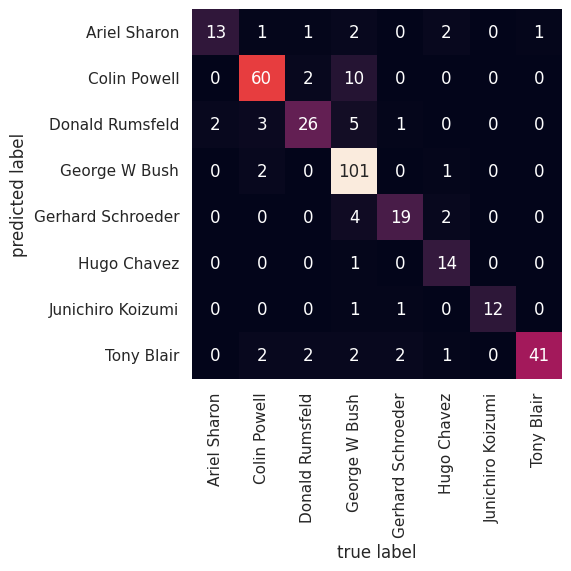 predicted label
Ariel Sharon 13 1 1 2 0 2 0 1
Colin Powell 0 60 2 10 0 0 0 0
Donald Rumsfeld 2 3 26 5 1 0 0 0
George W Bush 0 2 0 101 0 1 0 0
Gerhard Schroeder 0 0 0 4 19 2 0 0
Hugo Chavez 0 0 0 1 0 14 0 0
Junichiro Koizumi 0 0 0 1 1 0 12 0
Tony Blair 0 2 2 2 2 1 0 41
Ariel Sharon
Colin Powell
Donald Rumsfeld
George W Bush
Gerhard Schroeder
Hugo Chavez
Junichiro Koizumi
Tony Blair
true label